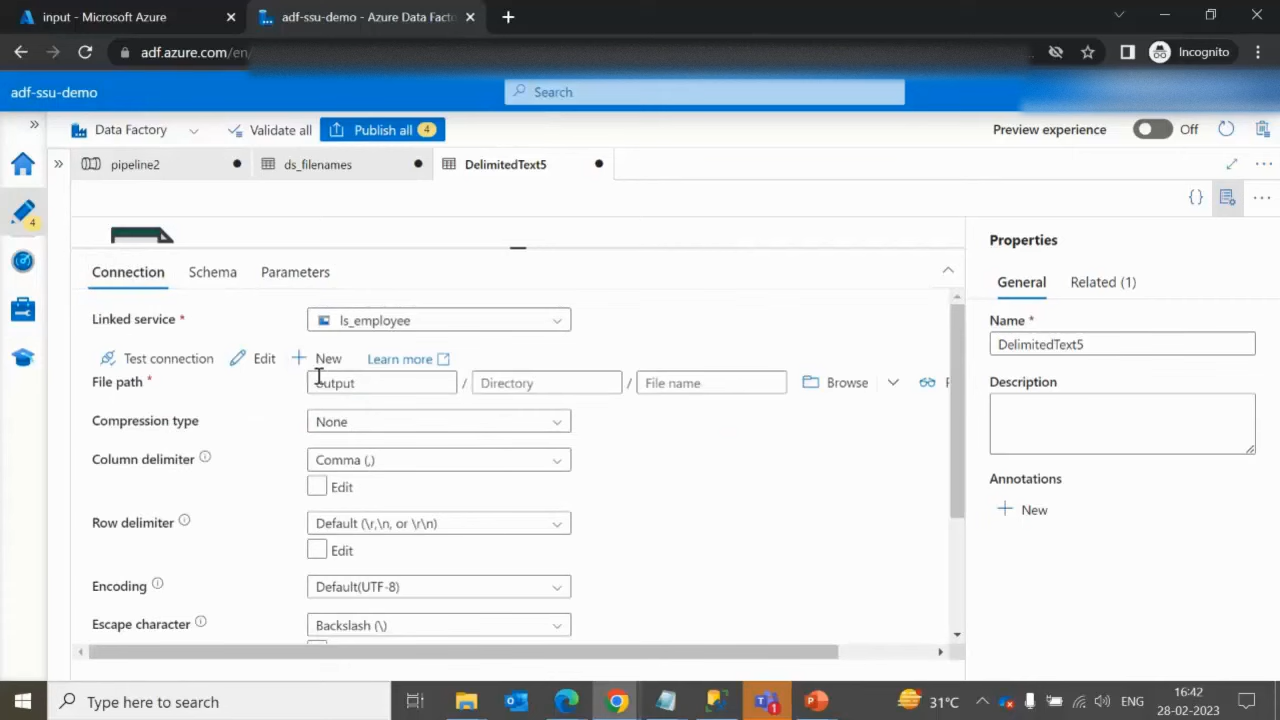 input - Microsoft Azure
adf-ssu-demo - Azure Data Facto
adf.azure.com/en/
Incognito
adf-ssu-demo
Search
Data Factory
Validate all
Publish all 4
Preview experience
Off
pipeline2
ds_filenames
DelimitedText5
4
Connection
Schema
Parameters
Linked service *
ls_employee
Test connection
Edit
New
Learn more
File path *
output / Directory / File name
Browse
Compression type
None
Column delimiter
Comma (,)
Edit
Row delimiter
Default (\r,\n, or \r\n)
Edit
Encoding
Default(UTF-8)
Escape character
Backslash (\)
Properties
General
Related (1)
Name *
DelimitedText5
Description
Annotations
New
Type here to search
1
31°C
ENG
16:42
28-02-2023